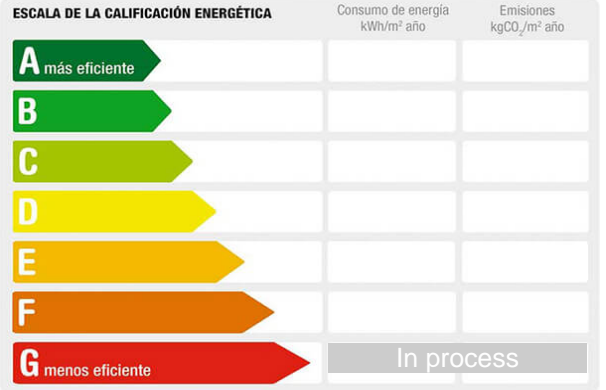 ESCALA DE LA CALIFICACIÓN ENERGÉTICA
Consumo de energía
kWh/m² año
Emisiones
kgCO₂/m² año
A más eficiente
B
C
D
E
F
G menos eficiente
In process